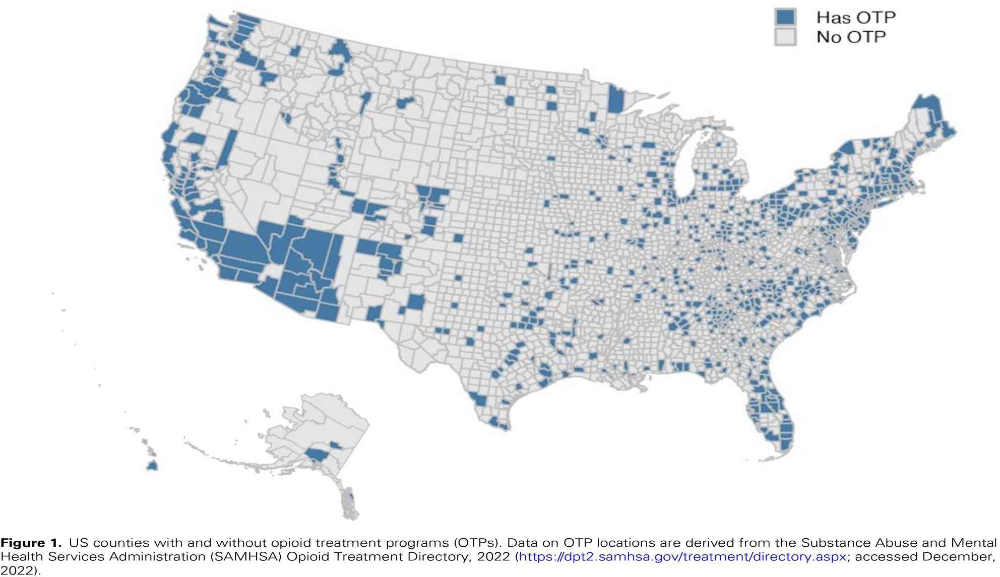 Has OTP
No OTP
Figure 1. US counties with and without opioid treatment programs (OTPs). Data on OTP locations are derived from the Substance Abuse and Mental
Health Services Administration (SAMHSA) Opioid Treatment Directory, 2022 (https://dpt2.samhsa.gov/treatment/directory.aspx; accessed December,
2022).